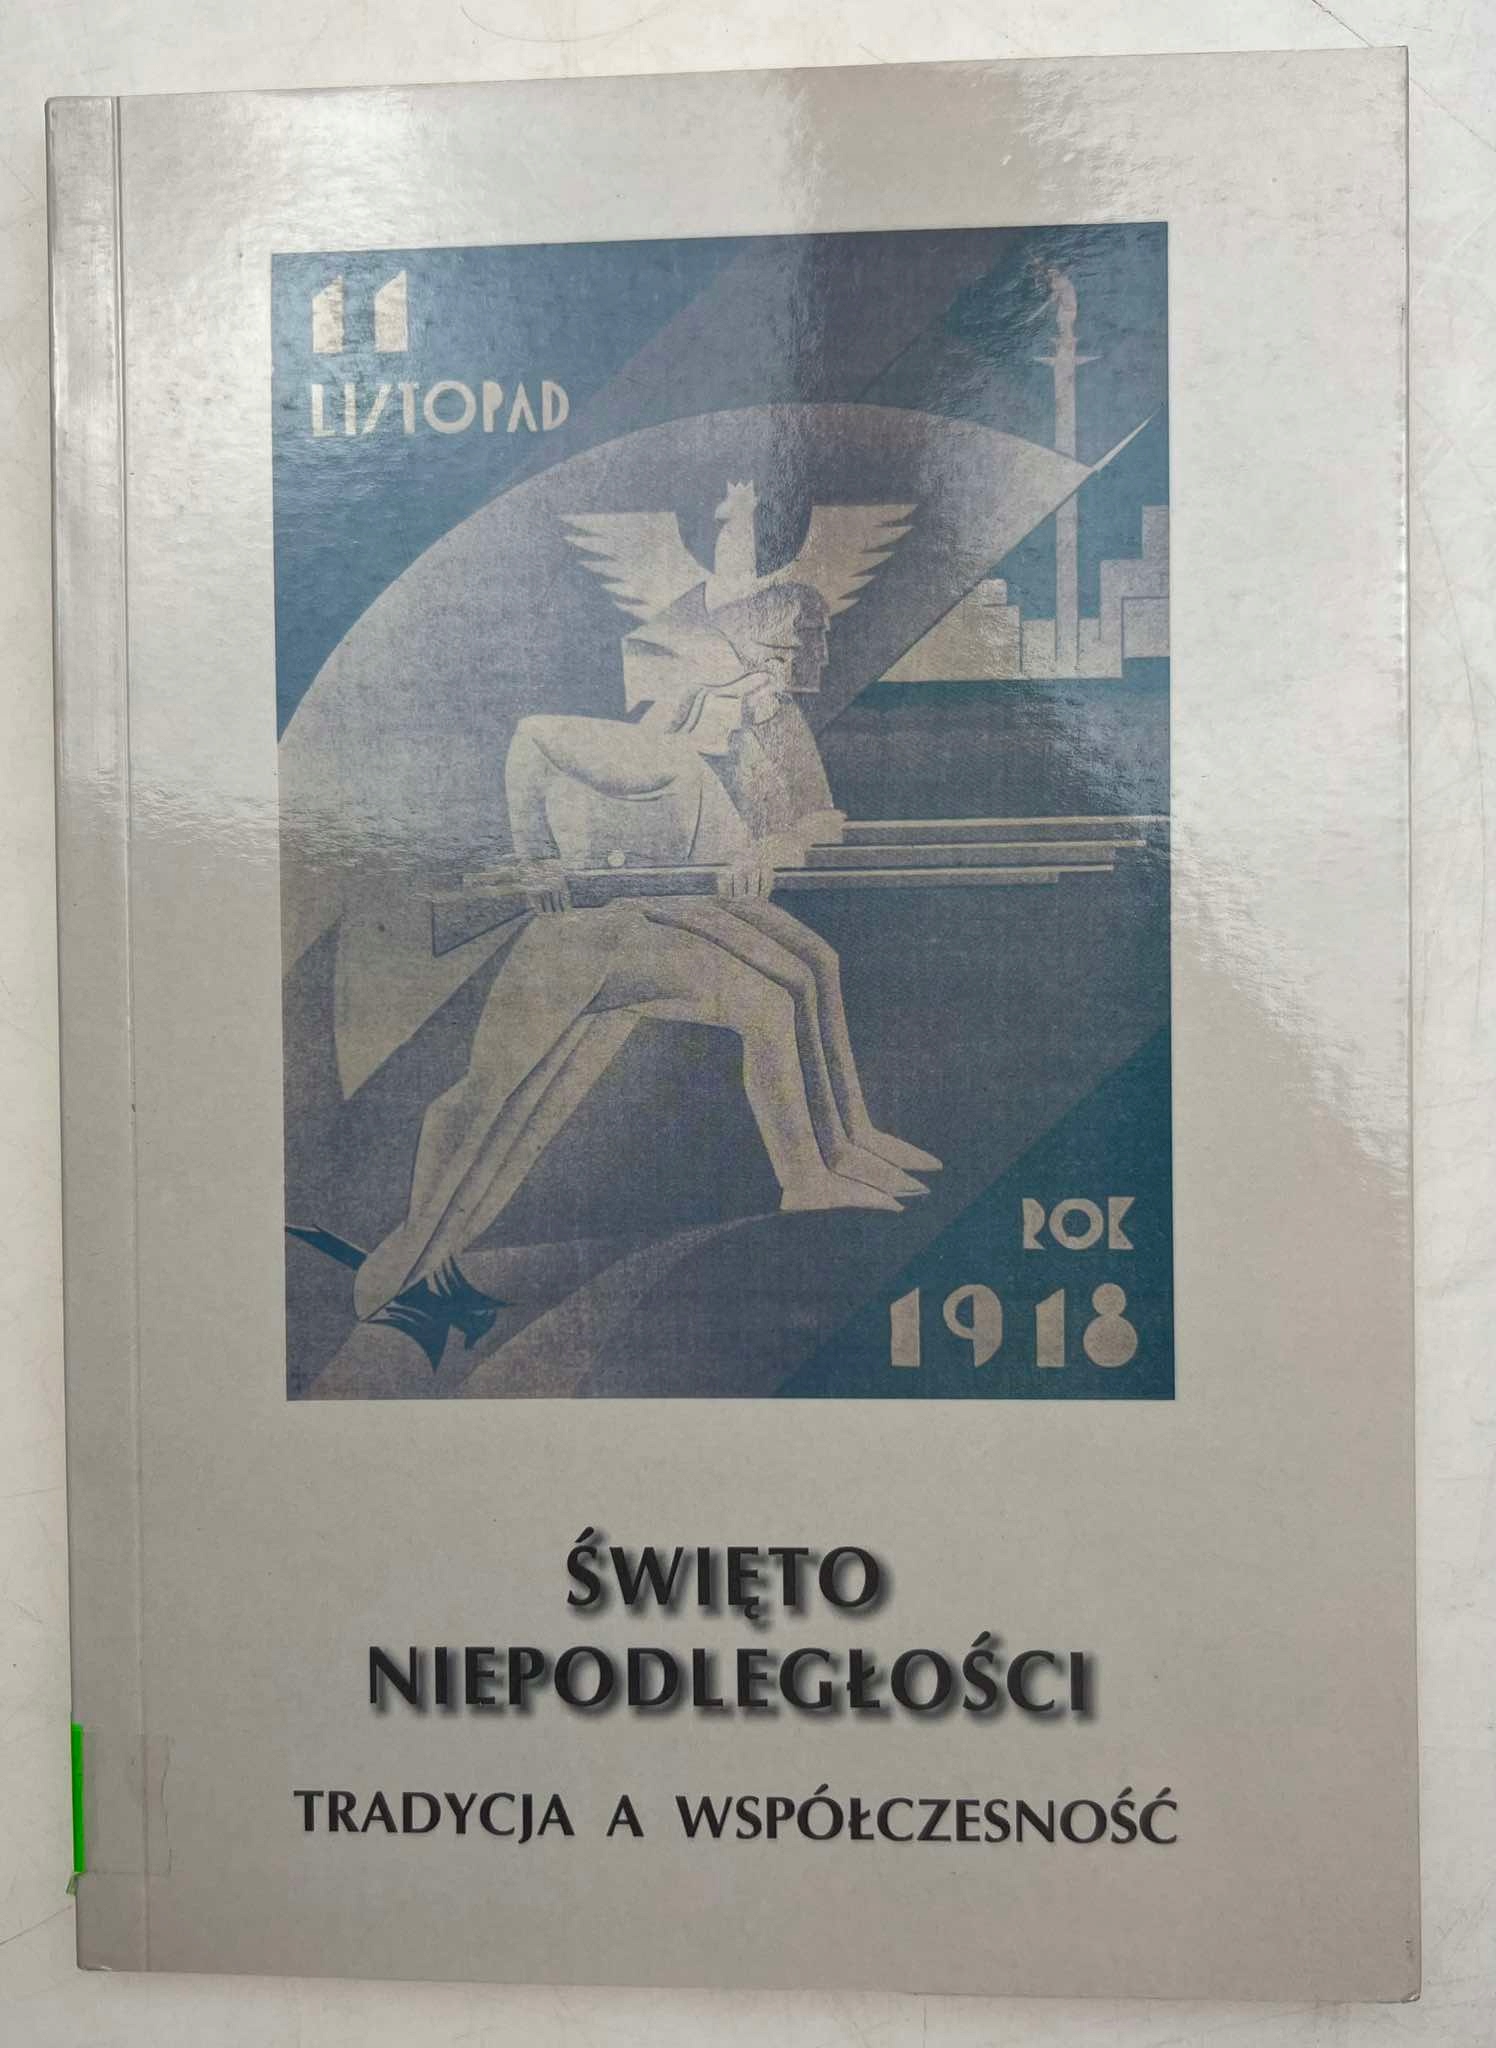 11
LISTOPAD
ROK
1918
ŚWIĘTO
NIEPODLEGŁOŚCI
TRADYCJA A WSPÓŁCZESNOŚĆ